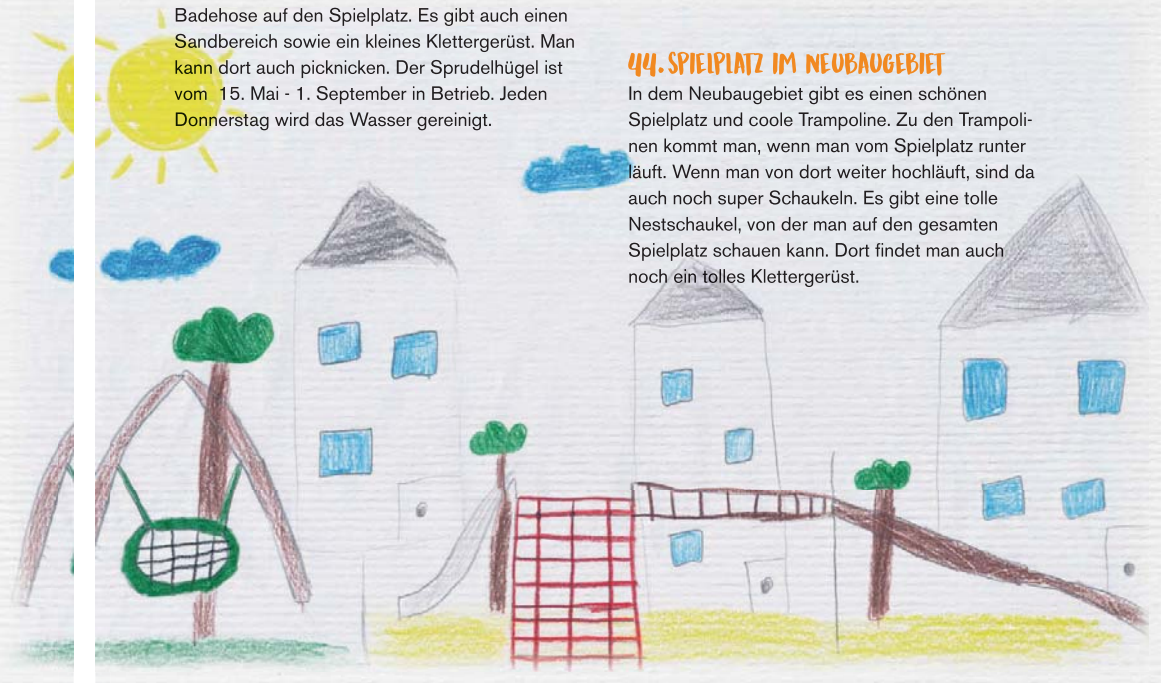 Badehose auf den Spielplatz. Es gibt auch einen
Sandbereich sowie ein kleines Klettergerüst. Man
kann dort auch picknicken. Der Sprudelhügel ist
vom  15. Mai - 1. September in Betrieb. Jeden
Donnerstag wird das Wasser gereinigt.
44. SPIELPLATZ IM NEUBAUGEBIET
In dem Neubaugebiet gibt es einen schönen
Spielplatz und coole Trampoline. Zu den Trampoli-
nen kommt man, wenn man vom Spielplatz runter
läuft. Wenn man von dort weiter hochläuft, sind da
auch noch super Schaukeln. Es gibt eine tolle
Nestschaukel, von der man auf den gesamten
Spielplatz schauen kann. Dort findet man auch
noch ein tolles Klettergerüst.